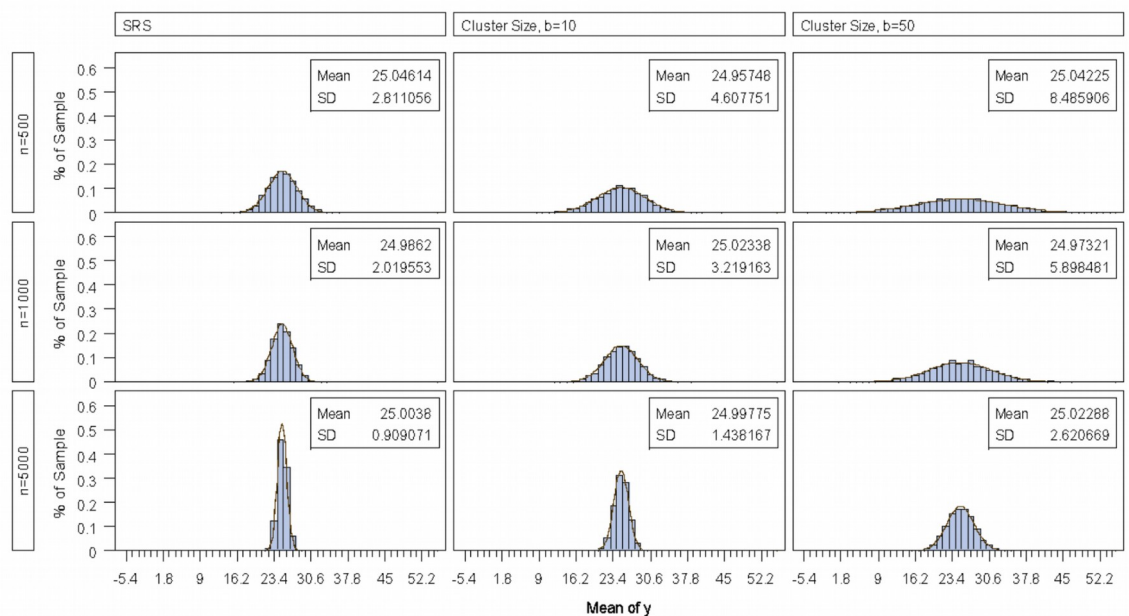 SRS
Cluster Size, b=10
Cluster Size, b=50
n=500
% of Sample
0.6
0.5
0.4
0.3
0.2
0.1
0
Mean 25.04614
SD 2.811056
Mean 24.95748
SD 4.607751
Mean 25.04225
SD 8.485906
n=1000
% of Sample
0.6
0.5
0.4
0.3
0.2
0.1
0
Mean 24.9862
SD 2.019553
Mean 25.02338
SD 3.219163
Mean 24.97321
SD 5.898481
n=5000
% of Sample
0.6
0.5
0.4
0.3
0.2
0.1
0
Mean 25.0038
SD 0.909071
Mean 24.99775
SD 1.438167
Mean 25.02288
SD 2.620669
-5.4 1.8 9 16.2 23.4 30.6 37.8 45 52.2
-5.4 1.8 9 16.2 23.4 30.6 37.8 45 52.2
-5.4 1.8 9 16.2 23.4 30.6 37.8 45 52.2
Mean of y